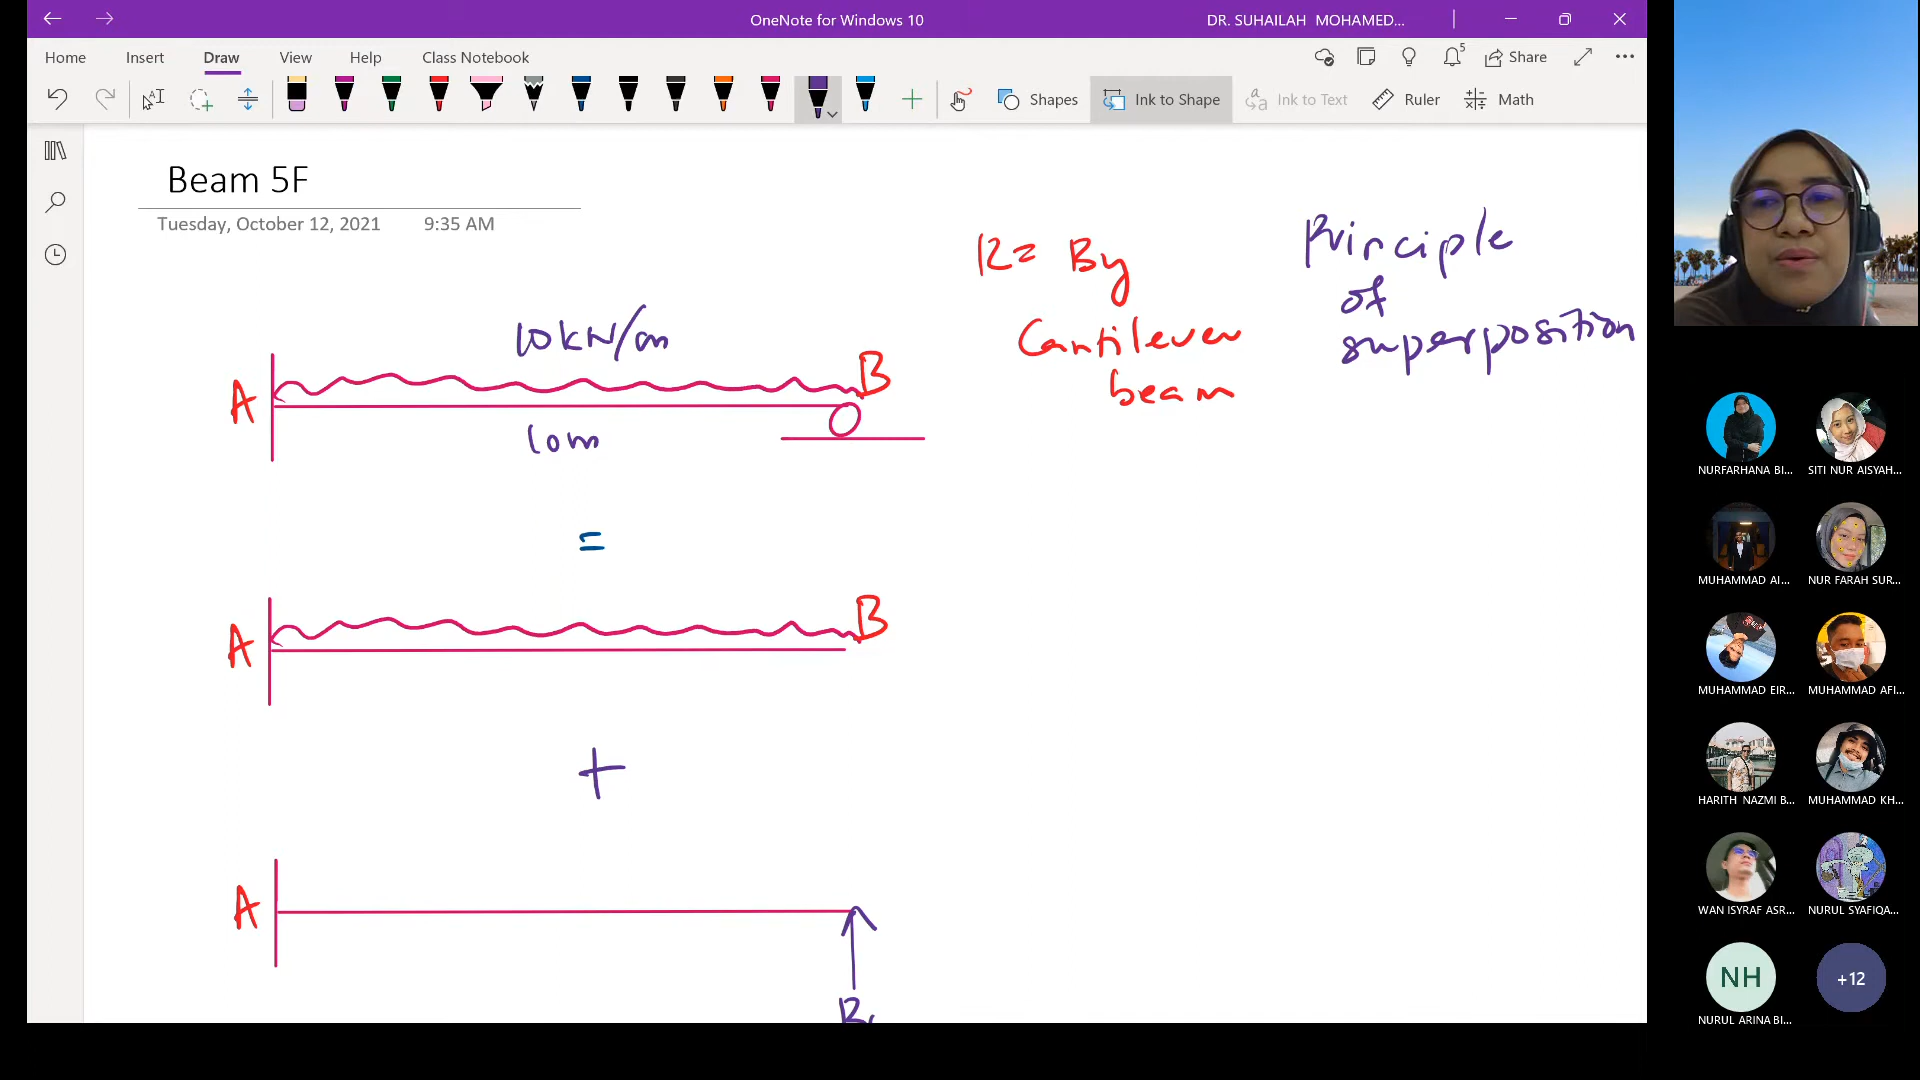 OneNote for Windows 10
DR. SUHAILAH MOHAMED...
Home Insert Draw View Help Class Notebook
5
Share
Shapes Ink to Shape Ink to Text Ruler Math
Beam 5F
Tuesday, October 12, 2021 9:35 AM
R = By
Cantilever
beam
Principle
of
superposition
10kN/m
A B
10m
=
A B
+
A
By
NURFARHANA BI...
SITI NUR AISYAH...
MUHAMMAD AI...
NUR FARAH SUR...
MUHAMMAD EIR...
MUHAMMAD AFI...
HARITH NAZMI B...
MUHAMMAD KH...
WAN ISYRAF ASR...
NURUL SYAFIQA...
NH
+12
NURUL ARINA BI...